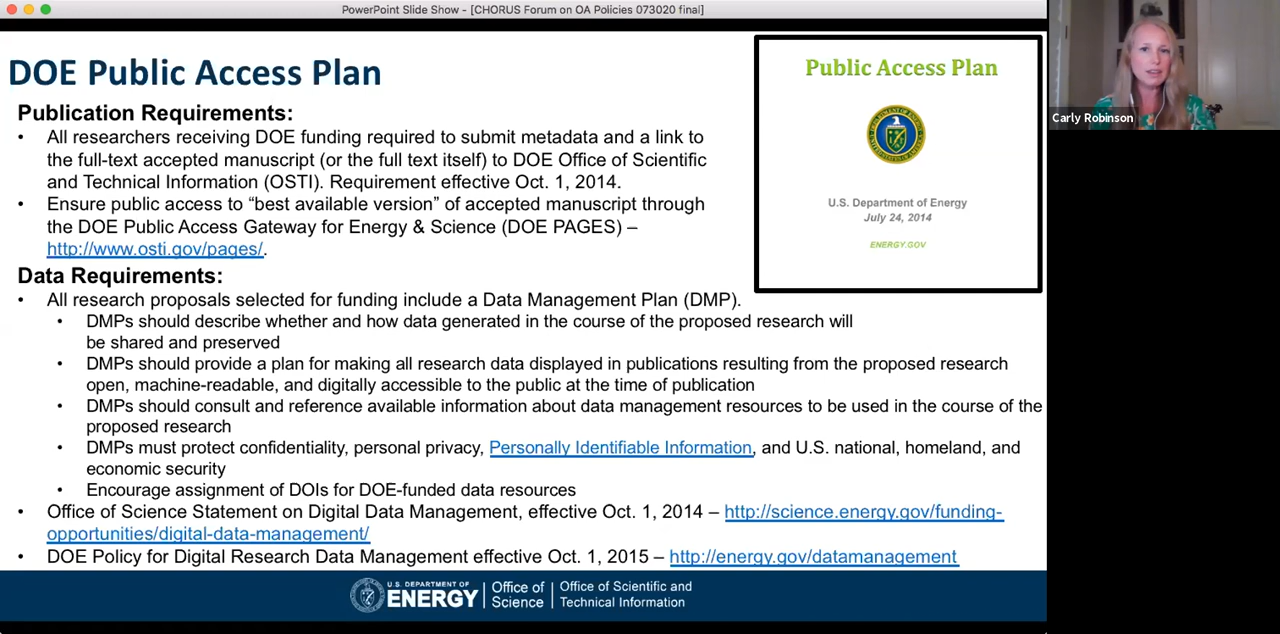 PowerPoint Slide Show - [CHORUS Forum on OA Policies 073020 final]
DOE Public Access Plan
Publication Requirements:
• All researchers receiving DOE funding required to submit metadata and a link to
the full-text accepted manuscript (or the full text itself) to DOE Office of Scientific
and Technical Information (OSTI). Requirement effective Oct. 1, 2014.
• Ensure public access to “best available version” of accepted manuscript through
the DOE Public Access Gateway for Energy & Science (DOE PAGES) –
http://www.osti.gov/pages/.
Data Requirements:
• All research proposals selected for funding include a Data Management Plan (DMP).
• DMPs should describe whether and how data generated in the course of the proposed research will
be shared and preserved
• DMPs should provide a plan for making all research data displayed in publications resulting from the proposed research
open, machine-readable, and digitally accessible to the public at the time of publication
• DMPs should consult and reference available information about data management resources to be used in the course of the
proposed research
• DMPs must protect confidentiality, personal privacy, Personally Identifiable Information, and U.S. national, homeland, and
economic security
• Encourage assignment of DOIs for DOE-funded data resources
• Office of Science Statement on Digital Data Management, effective Oct. 1, 2014 – http://science.energy.gov/funding-
opportunities/digital-data-management/
• DOE Policy for Digital Research Data Management effective Oct. 1, 2015 – http://energy.gov/datamanagement
Public Access Plan
U.S. Department of Energy
July 24, 2014
ENERGY.GOV
Carly Robinson
U.S. DEPARTMENT OF
ENERGY
Office of
Science
Office of Scientific and
Technical Information